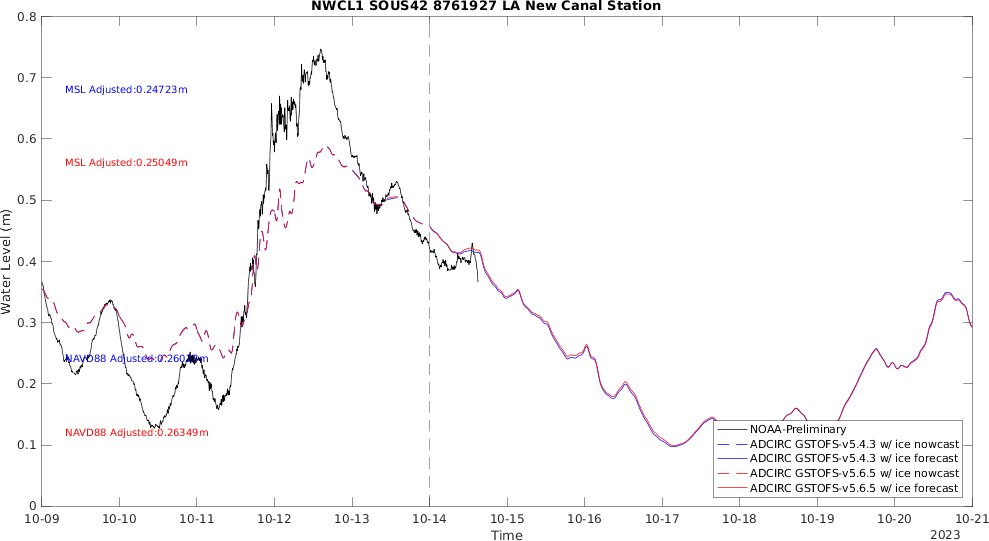 NWCL1 SOUS42 8761927 LA New Canal Station
0.8
0.7
0.6
0.5
0.4
0.3
0.2
0.1
0
Water Level (m)
MSL Adjusted:0.24723m
MSL Adjusted:0.25049m
NAVD88 Adjusted:
NAVD88 Adjusted:0.26349m
NOAA-Preliminary
ADCIRC GSTOFS-v5.4.3 w/ ice nowcast
ADCIRC GSTOFS-v5.4.3 w/ ice forecast
ADCIRC GSTOFS-v5.6.5 w/ ice nowcast
ADCIRC GSTOFS-v5.6.5 w/ ice forecast
10-09 10-10 10-11 10-12 10-13 10-14 10-15 10-16 10-17 10-18 10-19 10-20 10-21
Time
2023